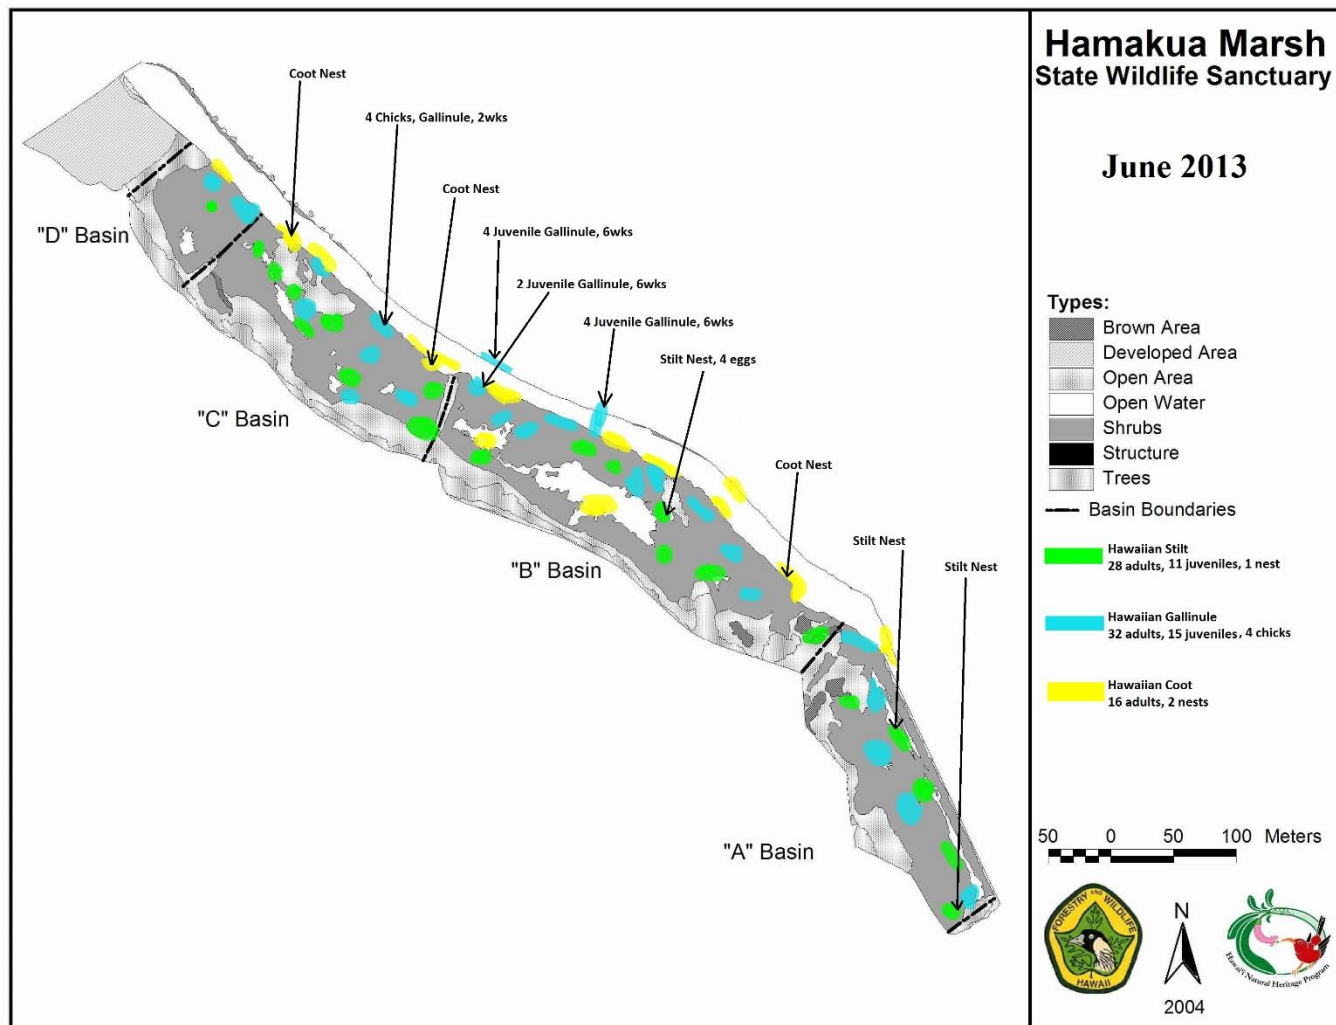 Hamakua Marsh
State Wildlife Sanctuary
June 2013
Coot Nest
4 Chicks, Gallinule, 2wks
Coot Nest
4 Juvenile Gallinule, 6wks
2 Juvenile Gallinule, 6wks
4 Juvenile Gallinule, 6wks
Stilt Nest, 4 eggs
Coot Nest
Stilt Nest
Stilt Nest
"D" Basin
"C" Basin
"B" Basin
"A" Basin
Types:
Brown Area
Developed Area
Open Area
Open Water
Shrubs
Structure
Trees
Basin Boundaries
Hawaiian Stilt
28 adults, 11 juveniles, 1 nest
Hawaiian Gallinule
32 adults, 15 juveniles, 4 chicks
Hawaiian Coot
16 adults, 2 nests
50 0 50 100 Meters
FORESTRY AND WILDLIFE
HAWAII
N
2004
Hawai'i Natural Heritage Program